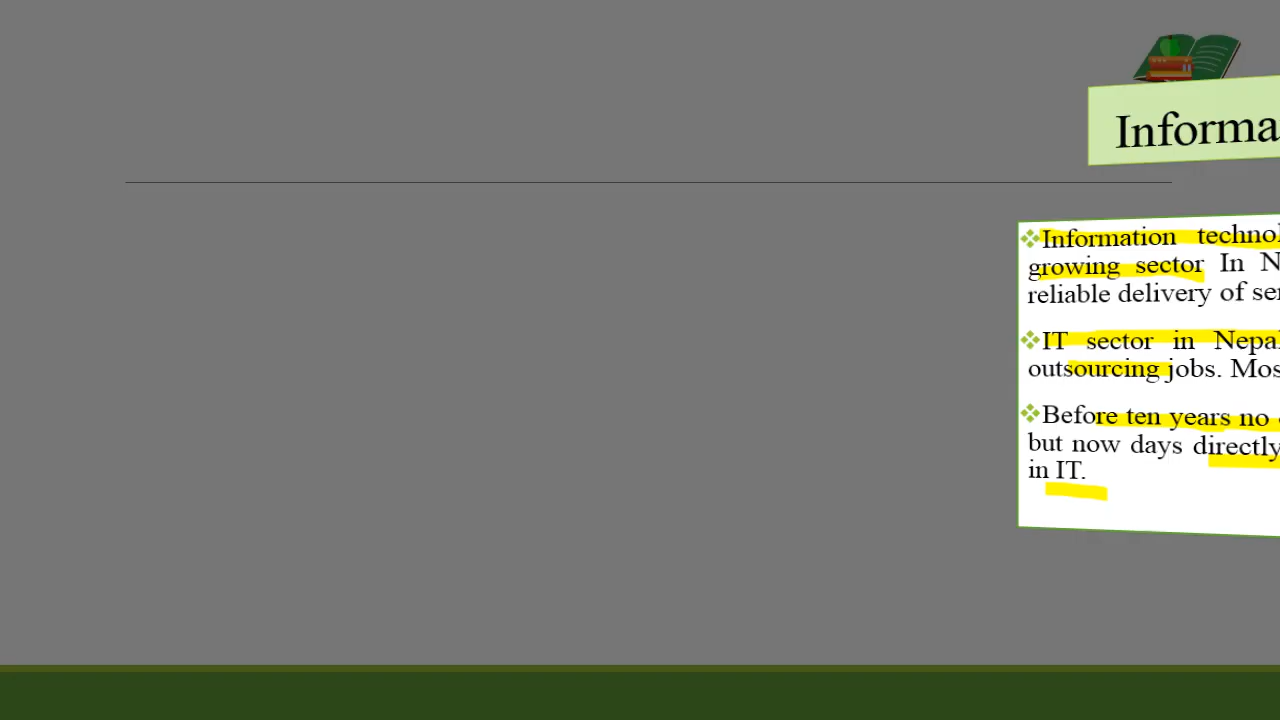 Informa
Information technol
growing sector In N
reliable delivery of ser
IT sector in Nepal
outsourcing jobs. Mos
Before ten years no
but now days directly
in IT.